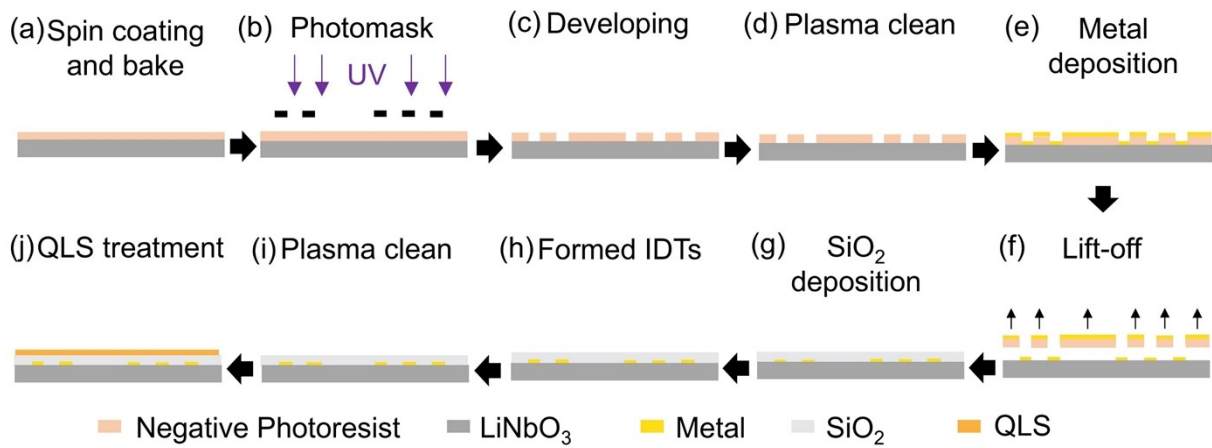 (a) Spin coating
and bake
(b) Photomask
UV
(c) Developing
(d) Plasma clean
(e) Metal
deposition
(j) QLS treatment
(i) Plasma clean
(h) Formed IDTs
(g) SiO₂
deposition
(f) Lift-off
Negative Photoresist
LiNbO₃
Metal
SiO₂
QLS